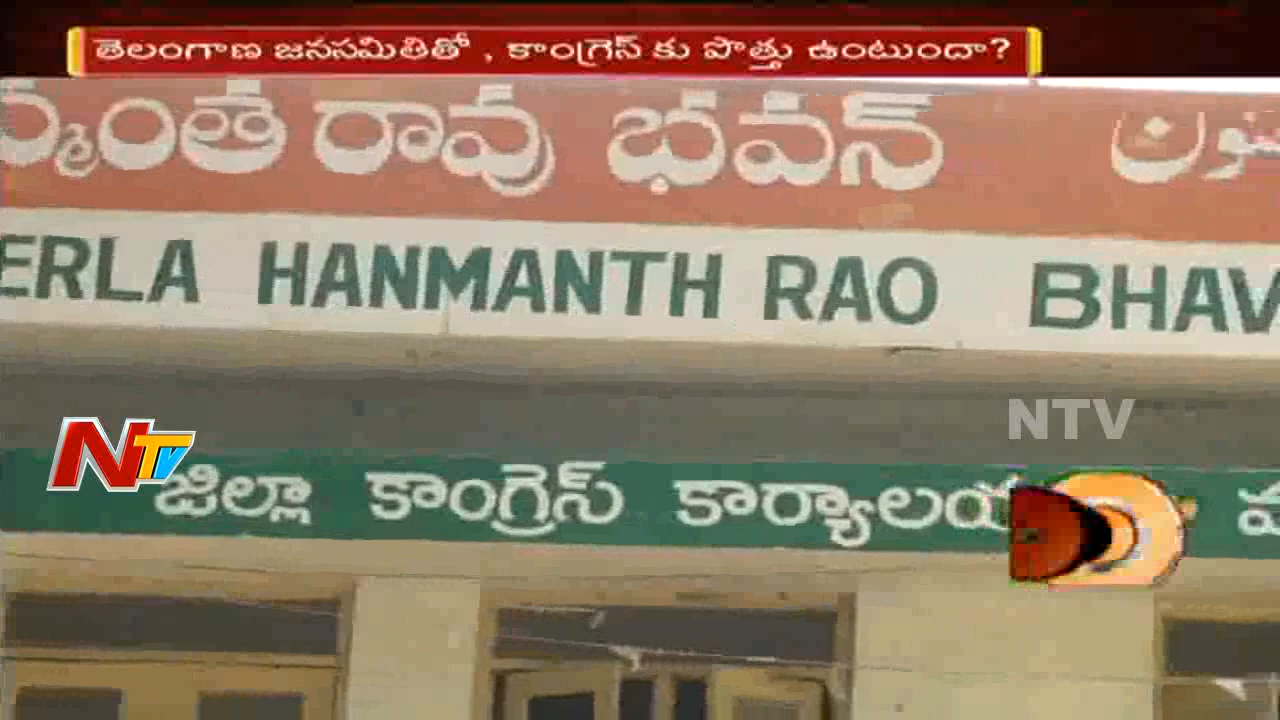 తెలంగాణ జనసమితితో , కాంగ్రెస్ కు పొత్తు ఉంటుందా?
రావు భవన్
ERLA HANMANTH RAO BHAV
NTV
NTV
జిల్లా కాంగ్రెస్ కార్యాలయ